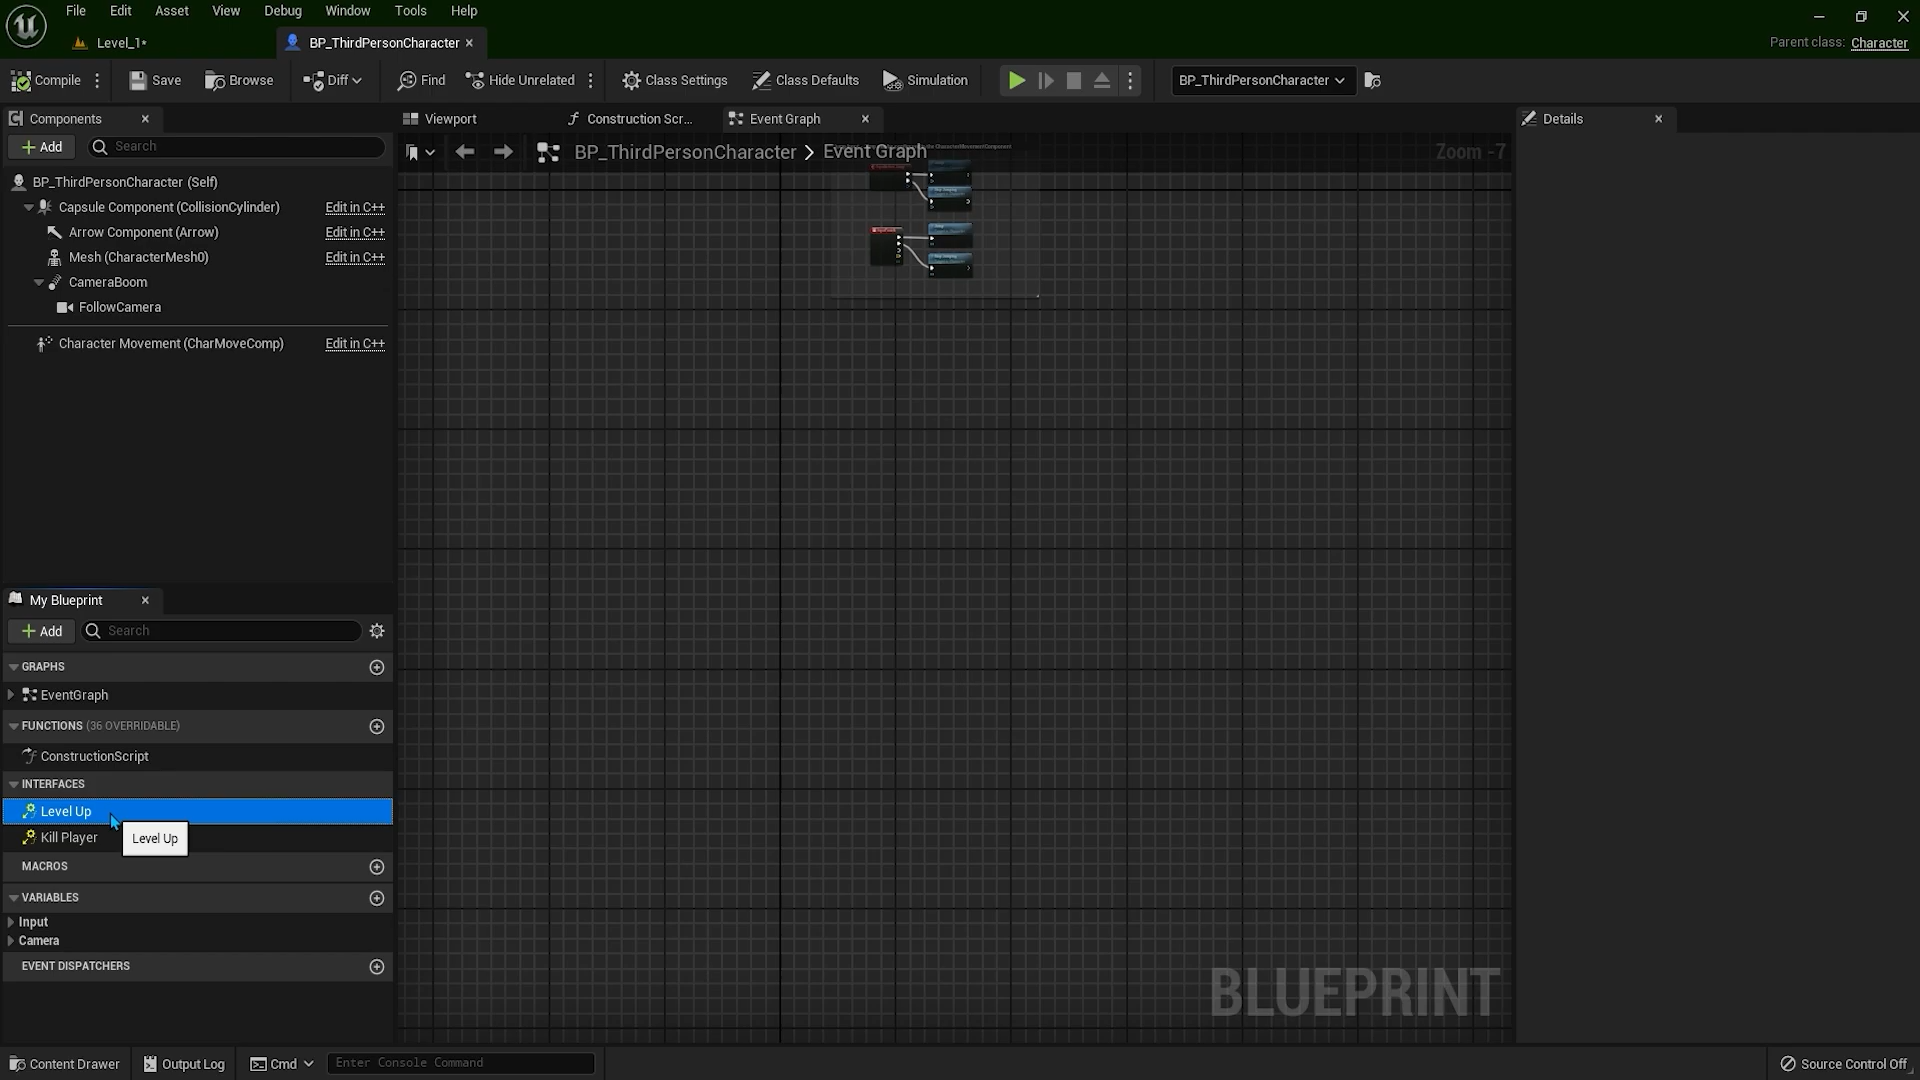 File Edit Asset View Debug Window Tools Help
Level_1*
BP_ThirdPersonCharacter
Parent class: Character
Compile Save Browse Diff Find Hide Unrelated Class Settings Class Defaults Simulation BP_ThirdPersonCharacter
Components
Viewport Construction Scr... Event Graph
Details
Add Search
BP_ThirdPersonCharacter > Event Graph
Zoom -7
BP_ThirdPersonCharacter (Self)
Capsule Component (CollisionCylinder) Edit in C++
Arrow Component (Arrow) Edit in C++
Mesh (CharacterMesh0) Edit in C++
CameraBoom
FollowCamera
Character Movement (CharMoveComp) Edit in C++
My Blueprint
Add Search
GRAPHS
EventGraph
FUNCTIONS (36 OVERRIDABLE)
ConstructionScript
INTERFACES
Level Up
Kill Player
Level Up
MACROS
VARIABLES
Input
Camera
EVENT DISPATCHERS
BLUEPRINT
Content Drawer Output Log Cmd Enter Console Command Source Control Off